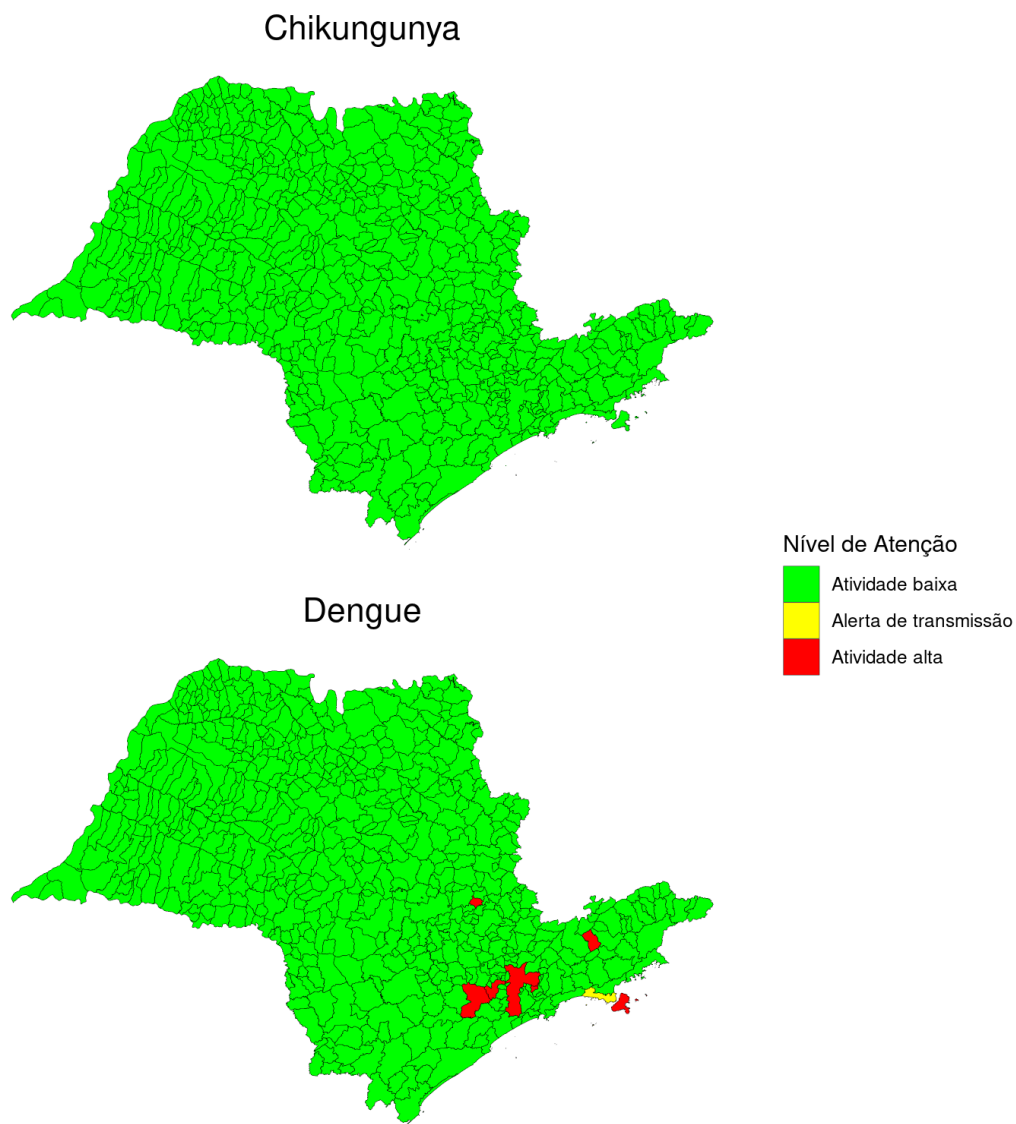 Chikungunya
Nível de Atenção
Atividade baixa
Alerta de transmissão
Atividade alta
Dengue